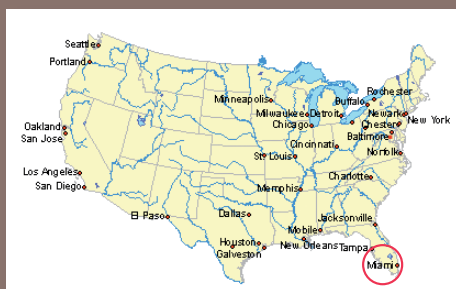 Seattle
Portland
Minneapolis
Rochester
Buffalo
Milwaukee
Detroit
Newark
New York
Chicago
Chester
Oakland
Baltimore
San Jose
Cincinnati
St Louis
Norfolk
Los Angeles
Charlotte
San Diego
Memphis
El Paso
Dallas
Jacksonville
Mobile
Houston
New Orleans
Tampa
Galveston
Miami